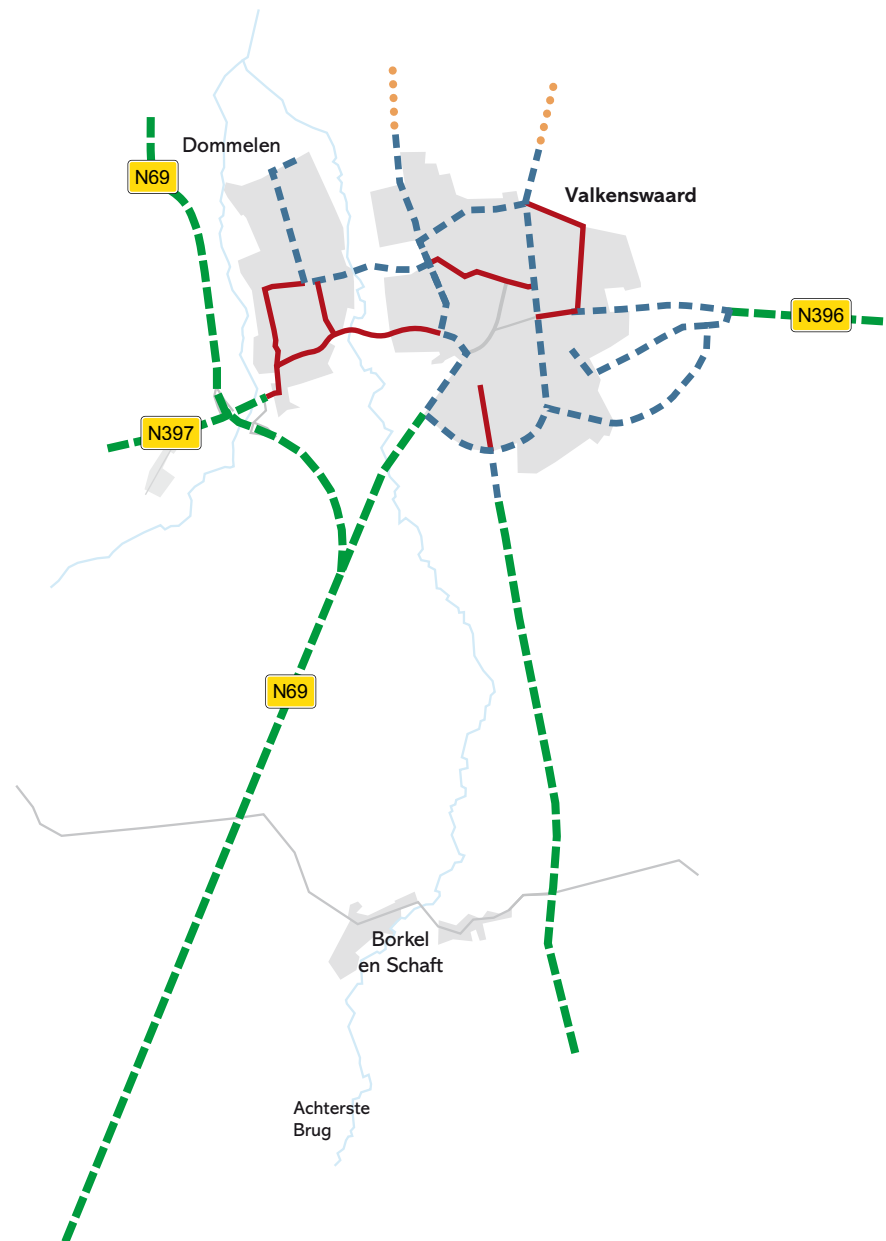 Dommelen
N69
Valkenswaard
N396
N397
N69
Borkel
en Schaft
Achterste
Brug